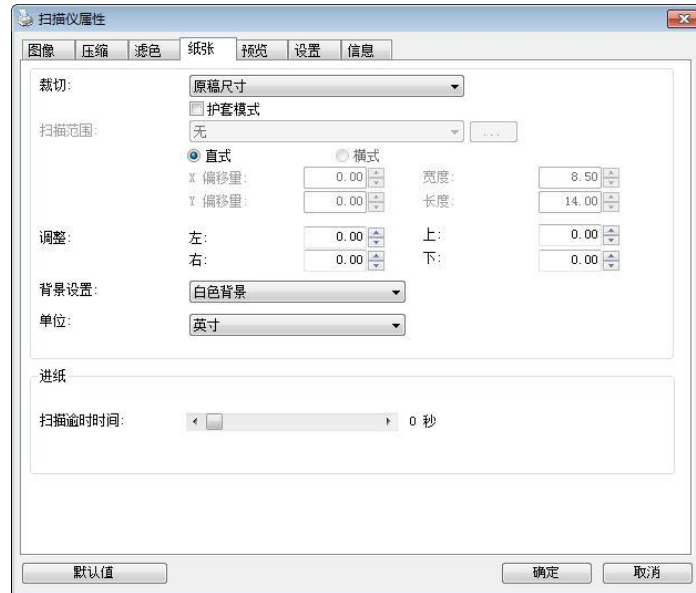 扫描仪属性
图像 压缩 滤色 纸张 预览 设置 信息
裁切: 原稿尺寸
护套模式
扫描范围: 无 ...
直式 横式
X 偏移量: 0.00 宽度: 8.50
Y 偏移量: 0.00 长度: 14.00
调整: 左: 0.00 上: 0.00
右: 0.00 下: 0.00
背景设置: 白色背景
单位: 英寸
进纸
扫描逾时时间: 0 秒
默认值 确定 取消